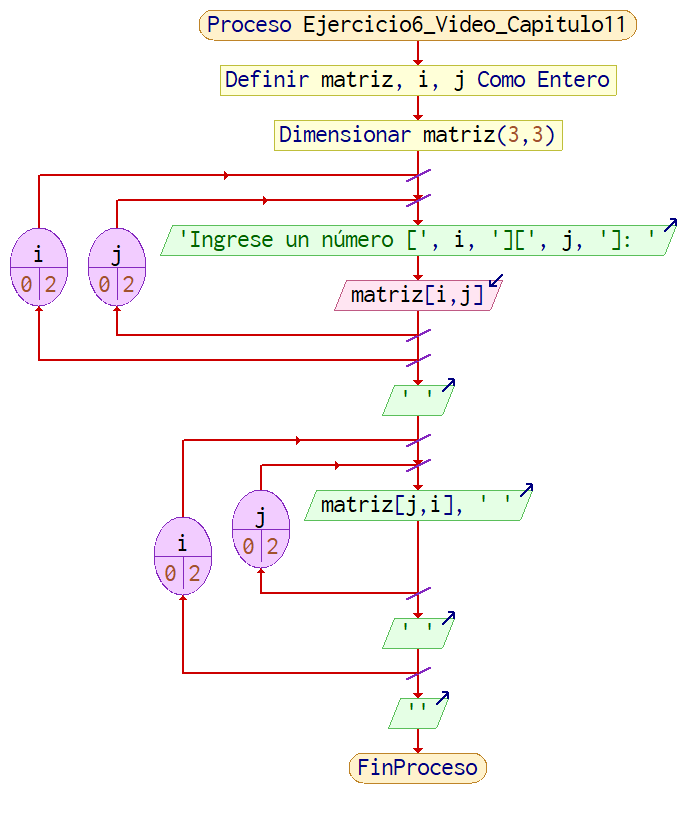 Proceso Ejercicio6_Video_Capitulo11
Definir matriz, i, j Como Entero
Dimensionar matriz(3,3)
'Ingrese un número [', i, '][', j, ']: '
i
0 2
j
0 2
matriz[i,j]
' '
matriz[j,i], ' '
j
0 2
i
0 2
' '
''
FinProceso